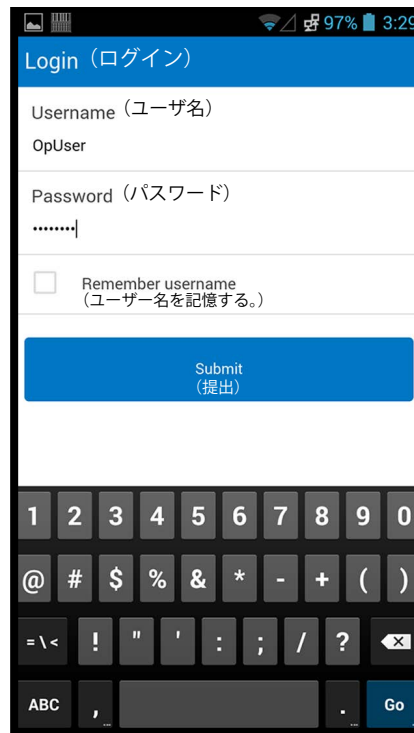 97% 3:29
Login（ログイン）
Username（ユーザ名）
OpUser
Password（パスワード）
••••••••
Remember username
（ユーザー名を記憶する。）
Submit
（提出）
1 2 3 4 5 6 7 8 9 0
@ # $ % & * - + ( )
= \ < ! " ' : ; / ?
ABC , . Go